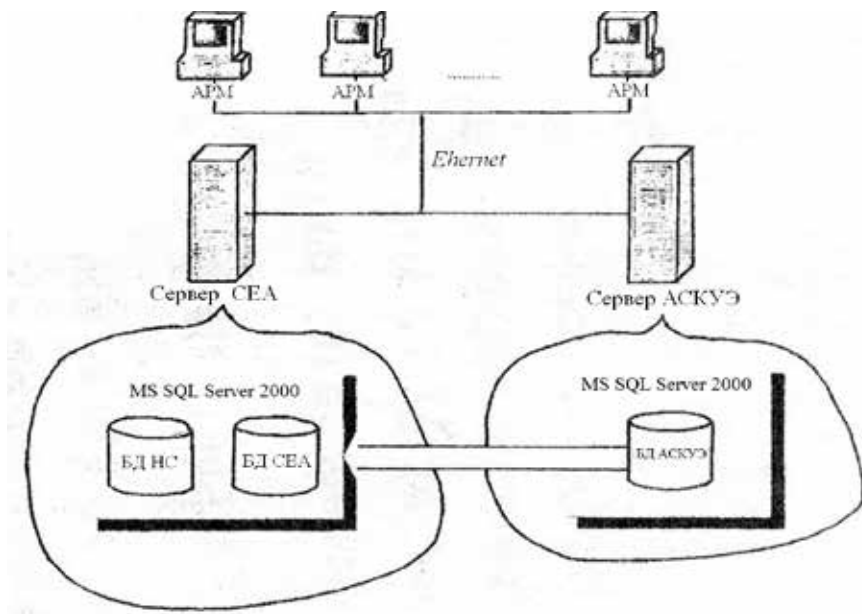 АРМ АРМ АРМ
Ehernet
Сервер СЕА Сервер АСКУЭ
MS SQL Server 2000 MS SQL Server 2000
БД НС БД СЕА БД АСКУЭ